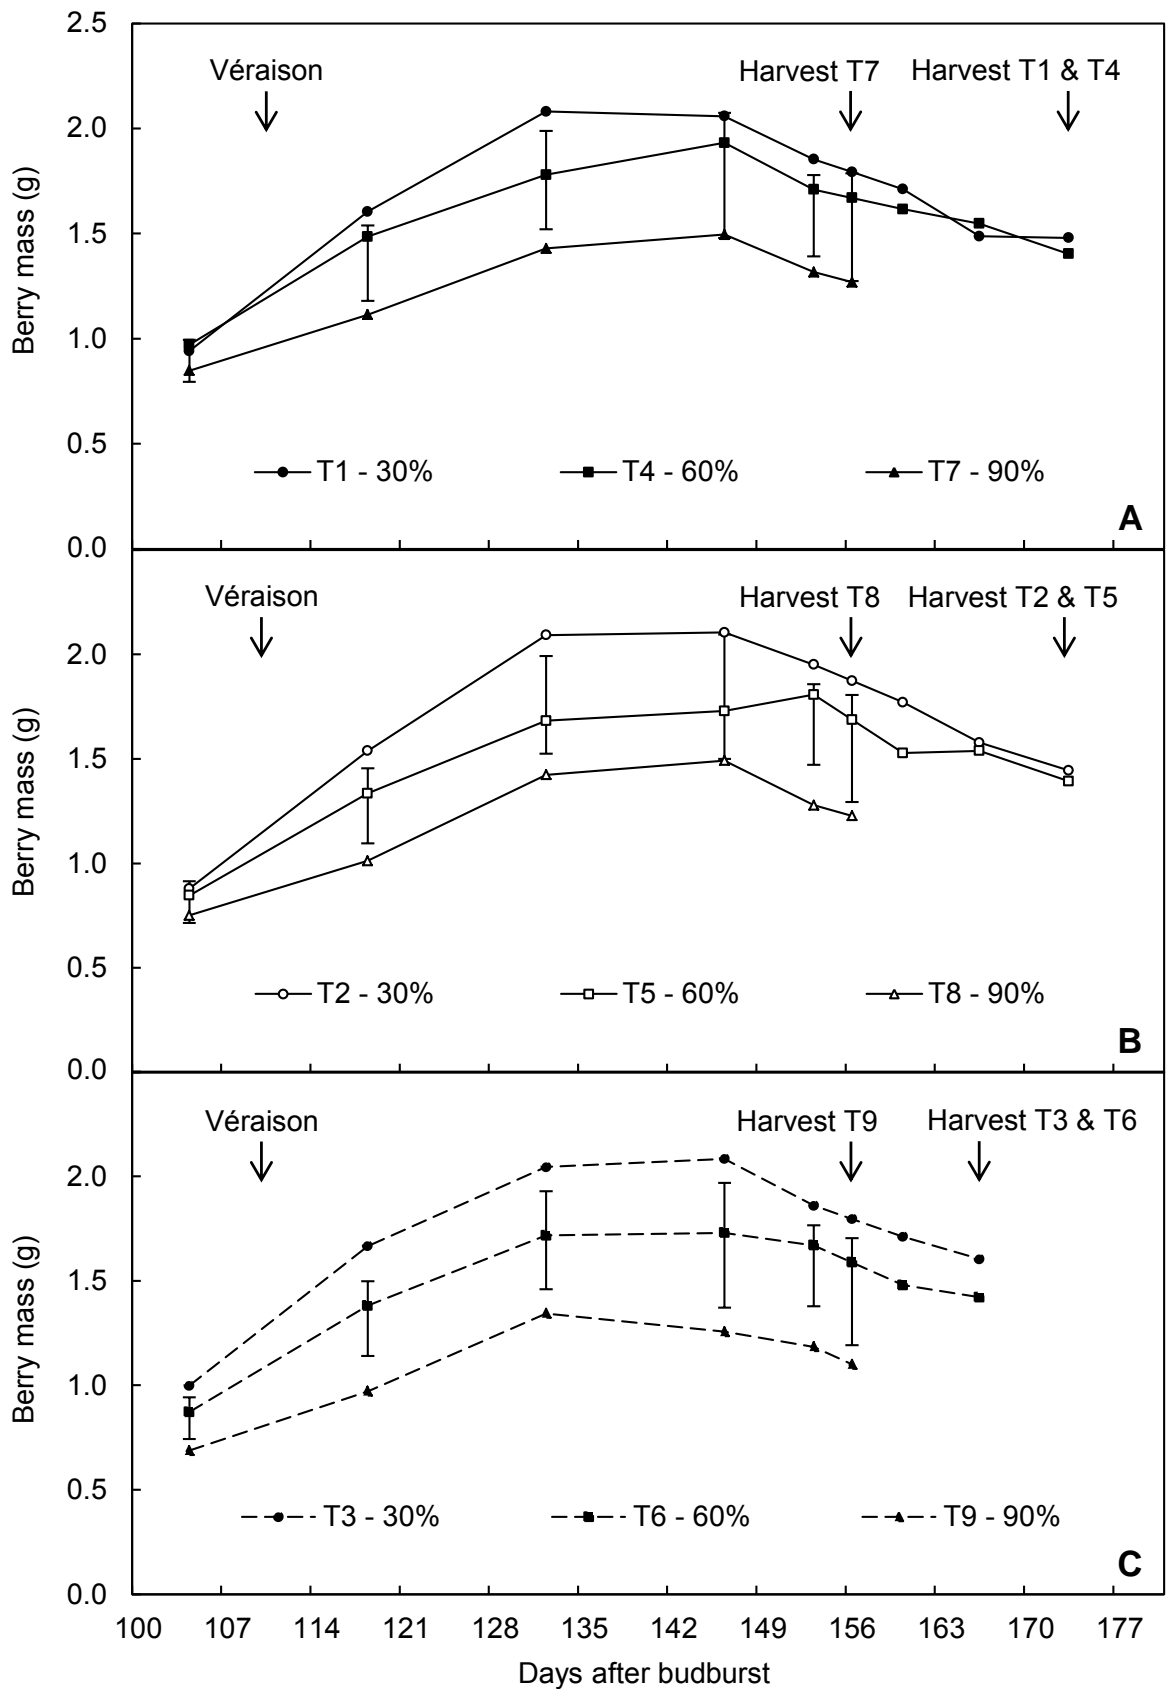 2.5
Véraison
Harvest T7
Harvest T1 & T4
2.0
1.5
Berry mass (g)
1.0
0.5
T1 - 30%
T4 - 60%
T7 - 90%
A
0.0
Véraison
Harvest T8
Harvest T2 & T5
2.0
1.5
Berry mass (g)
1.0
0.5
T2 - 30%
T5 - 60%
T8 - 90%
B
0.0
Véraison
Harvest T9
Harvest T3 & T6
2.0
1.5
Berry mass (g)
1.0
0.5
T3 - 30%
T6 - 60%
T9 - 90%
C
0.0
100 107 114 121 128 135 142 149 156 163 170 177
Days after budburst